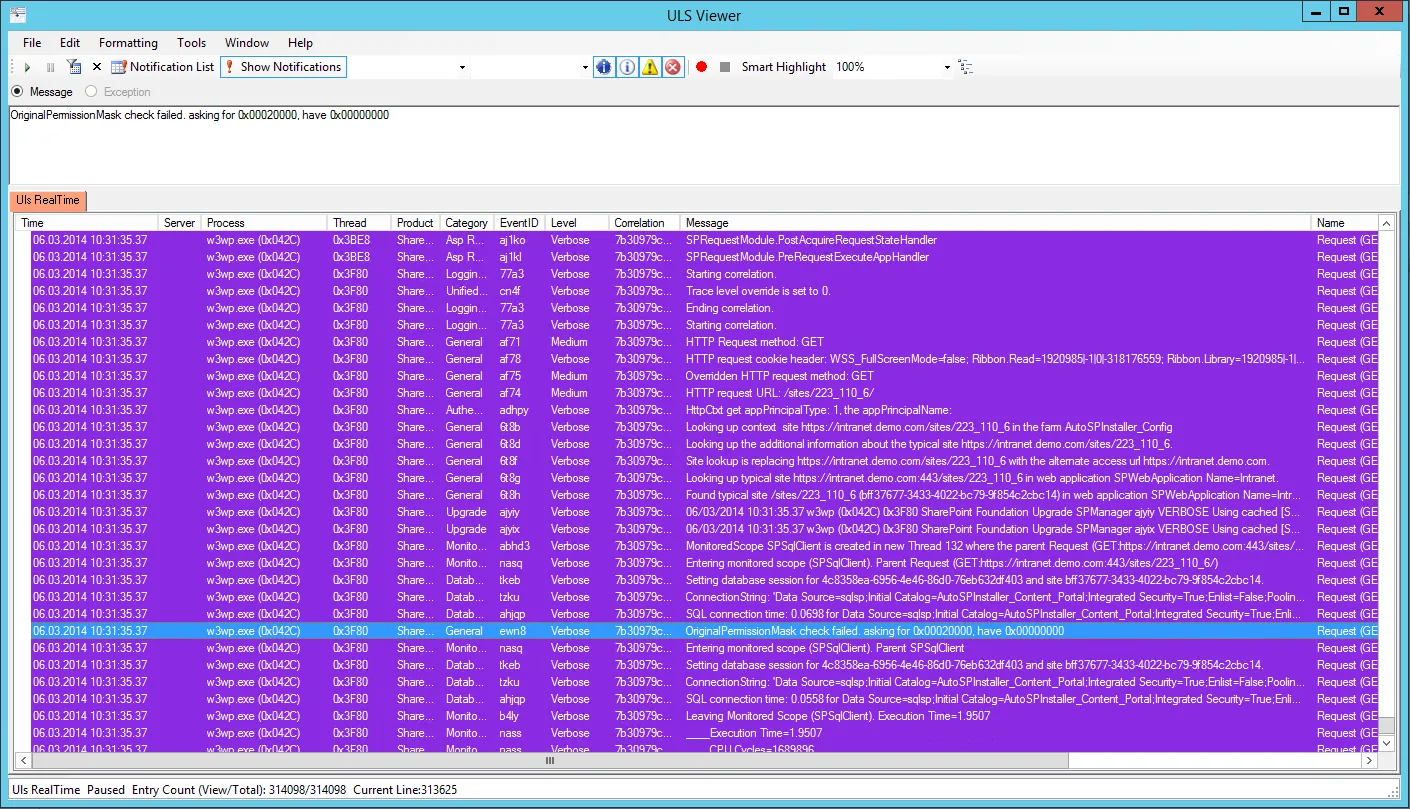 ULS Viewer
File Edit Formatting Tools Window Help
Notification List Show Notifications Smart Highlight 100%
Message Exception
OriginalPermissionMask check failed. asking for 0x00020000, have 0x00000000
Uls RealTime
Time Server Process Thread Product Category EventID Level Correlation Message Name
06.03.2014 10:31:35.37 w3wp.exe (0x042C) 0x3BE8 Share... Asp R... aj1ko Verbose 7b30979c... SPRequestModule.PostAcquireRequestStateHandler Request (GE
06.03.2014 10:31:35.37 w3wp.exe (0x042C) 0x3BE8 Share... Asp R... aj1kl Verbose 7b30979c... SPRequestModule.PreRequestExecuteAppHandler Request (GE
06.03.2014 10:31:35.37 w3wp.exe (0x042C) 0x3F80 Share... Loggin... 77a3 Verbose 7b30979c... Starting correlation. Request (GE
06.03.2014 10:31:35.37 w3wp.exe (0x042C) 0x3F80 Share... Unified... cn4f Verbose 7b30979c... Trace level override is set to 0. Request (GE
06.03.2014 10:31:35.37 w3wp.exe (0x042C) 0x3F80 Share... Loggin... 77a3 Verbose 7b30979c... Ending correlation. Request (GE
06.03.2014 10:31:35.37 w3wp.exe (0x042C) 0x3F80 Share... Loggin... 77a3 Verbose 7b30979c... Starting correlation. Request (GE
06.03.2014 10:31:35.37 w3wp.exe (0x042C) 0x3F80 Share... General af71 Medium 7b30979c... HTTP Request method: GET Request (GE
06.03.2014 10:31:35.37 w3wp.exe (0x042C) 0x3F80 Share... General af78 Verbose 7b30979c... HTTP request cookie header: WSS_FullScreenMode=false; Ribbon.Read=1920985|-1|0|-318176559; Ribbon.Library=1920985|-1|... Request (GE
06.03.2014 10:31:35.37 w3wp.exe (0x042C) 0x3F80 Share... General af75 Medium 7b30979c... Overridden HTTP request method: GET Request (GE
06.03.2014 10:31:35.37 w3wp.exe (0x042C) 0x3F80 Share... General af74 Medium 7b30979c... HTTP request URL: /sites/223_110_6/ Request (GE
06.03.2014 10:31:35.37 w3wp.exe (0x042C) 0x3F80 Share... Authe... adhpy Verbose 7b30979c... HttpCtxt get appPrincipalType: 1, the appPrincipalName: Request (GE
06.03.2014 10:31:35.37 w3wp.exe (0x042C) 0x3F80 Share... General 6t8b Verbose 7b30979c... Looking up context site https://intranet.demo.com/sites/223_110_6 in the farm AutoSPInstaller_Config Request (GE
06.03.2014 10:31:35.37 w3wp.exe (0x042C) 0x3F80 Share... General 6t8d Verbose 7b30979c... Looking up the additional information about the typical site https://intranet.demo.com/sites/223_110_6. Request (GE
06.03.2014 10:31:35.37 w3wp.exe (0x042C) 0x3F80 Share... General 6t8f Verbose 7b30979c... Site lookup is replacing https://intranet.demo.com/sites/223_110_6 with the alternate access url https://intranet.demo.com. Request (GE
06.03.2014 10:31:35.37 w3wp.exe (0x042C) 0x3F80 Share... General 6t8g Verbose 7b30979c... Looking up typical site https://intranet.demo.com:443/sites/223_110_6 in web application SPWebApplication Name=Intranet. Request (GE
06.03.2014 10:31:35.37 w3wp.exe (0x042C) 0x3F80 Share... General 6t8h Verbose 7b30979c... Found typical site /sites/223_110_6 (bff37677-3433-4022-bc79-9f854c2cbc14) in web application SPWebApplication Name=Intr... Request (GE
06.03.2014 10:31:35.37 w3wp.exe (0x042C) 0x3F80 Share... Upgrade ajyiy Verbose 7b30979c... 06/03/2014 10:31:35.37 w3wp (0x042C) 0x3F80 SharePoint Foundation Upgrade SPManager ajyiy VERBOSE Using cached [S... Request (GE
06.03.2014 10:31:35.37 w3wp.exe (0x042C) 0x3F80 Share... Upgrade ajyix Verbose 7b30979c... 06/03/2014 10:31:35.37 w3wp (0x042C) 0x3F80 SharePoint Foundation Upgrade SPManager ajyix VERBOSE Using cached [S... Request (GE
06.03.2014 10:31:35.37 w3wp.exe (0x042C) 0x3F80 Share... Monito... abhd3 Verbose 7b30979c... MonitoredScope SPSqlClient is created in new Thread 132 where the parent Request (GET:https://intranet.demo.com:443/sites/... Request (GE
06.03.2014 10:31:35.37 w3wp.exe (0x042C) 0x3F80 Share... Monito... nasq Verbose 7b30979c... Entering monitored scope (SPSqlClient). Parent Request (GET:https://intranet.demo.com:443/sites/223_110_6/) Request (GE
06.03.2014 10:31:35.37 w3wp.exe (0x042C) 0x3F80 Share... Datab... tkeb Verbose 7b30979c... Setting database session for 4c8358ea-6956-4e46-86d0-76eb632df403 and site bff37677-3433-4022-bc79-9f854c2cbc14. Request (GE
06.03.2014 10:31:35.37 w3wp.exe (0x042C) 0x3F80 Share... Datab... tzku Verbose 7b30979c... ConnectionString: 'Data Source=sqlsp;Initial Catalog=AutoSPInstaller_Content_Portal;Integrated Security=True;Enlist=False;Poolin... Request (GE
06.03.2014 10:31:35.37 w3wp.exe (0x042C) 0x3F80 Share... Datab... ahjqp Verbose 7b30979c... SQL connection time: 0.0698 for Data Source=sqlsp;Initial Catalog=AutoSPInstaller_Content_Portal;Integrated Security=True;Enli... Request (GE
06.03.2014 10:31:35.37 w3wp.exe (0x042C) 0x3F80 Share... General ewn8 Verbose 7b30979c... OriginalPermissionMask check failed. asking for 0x00020000, have 0x00000000 Request (GE
06.03.2014 10:31:35.37 w3wp.exe (0x042C) 0x3F80 Share... Monito... nasq Verbose 7b30979c... Entering monitored scope (SPSqlClient). Parent SPSqlClient Request (GE
06.03.2014 10:31:35.37 w3wp.exe (0x042C) 0x3F80 Share... Datab... tkeb Verbose 7b30979c... Setting database session for 4c8358ea-6956-4e46-86d0-76eb632df403 and site bff37677-3433-4022-bc79-9f854c2cbc14. Request (GE
06.03.2014 10:31:35.37 w3wp.exe (0x042C) 0x3F80 Share... Datab... tzku Verbose 7b30979c... ConnectionString: 'Data Source=sqlsp;Initial Catalog=AutoSPInstaller_Content_Portal;Integrated Security=True;Enlist=False;Poolin... Request (GE
06.03.2014 10:31:35.37 w3wp.exe (0x042C) 0x3F80 Share... Datab... ahjqp Verbose 7b30979c... SQL connection time: 0.0558 for Data Source=sqlsp;Initial Catalog=AutoSPInstaller_Content_Portal;Integrated Security=True;Enli... Request (GE
06.03.2014 10:31:35.37 w3wp.exe (0x042C) 0x3F80 Share... Monito... b4ly Verbose 7b30979c... Leaving Monitored Scope (SPSqlClient). Execution Time=1.9507 Request (GE
06.03.2014 10:31:35.37 w3wp.exe (0x042C) 0x3F80 Share... Monito... nass Verbose 7b30979c... ____Execution Time=1.9507 Request (GE
06.03.2014 10:31:35.37 w3wp.exe (0x042C) 0x3F80 Share... Monito... nass Verbose 7b30979c... ____CPU Cycles=1689896 Request (GE
Uls RealTime Paused Entry Count (View/Total): 314098/314098 Current Line:313625